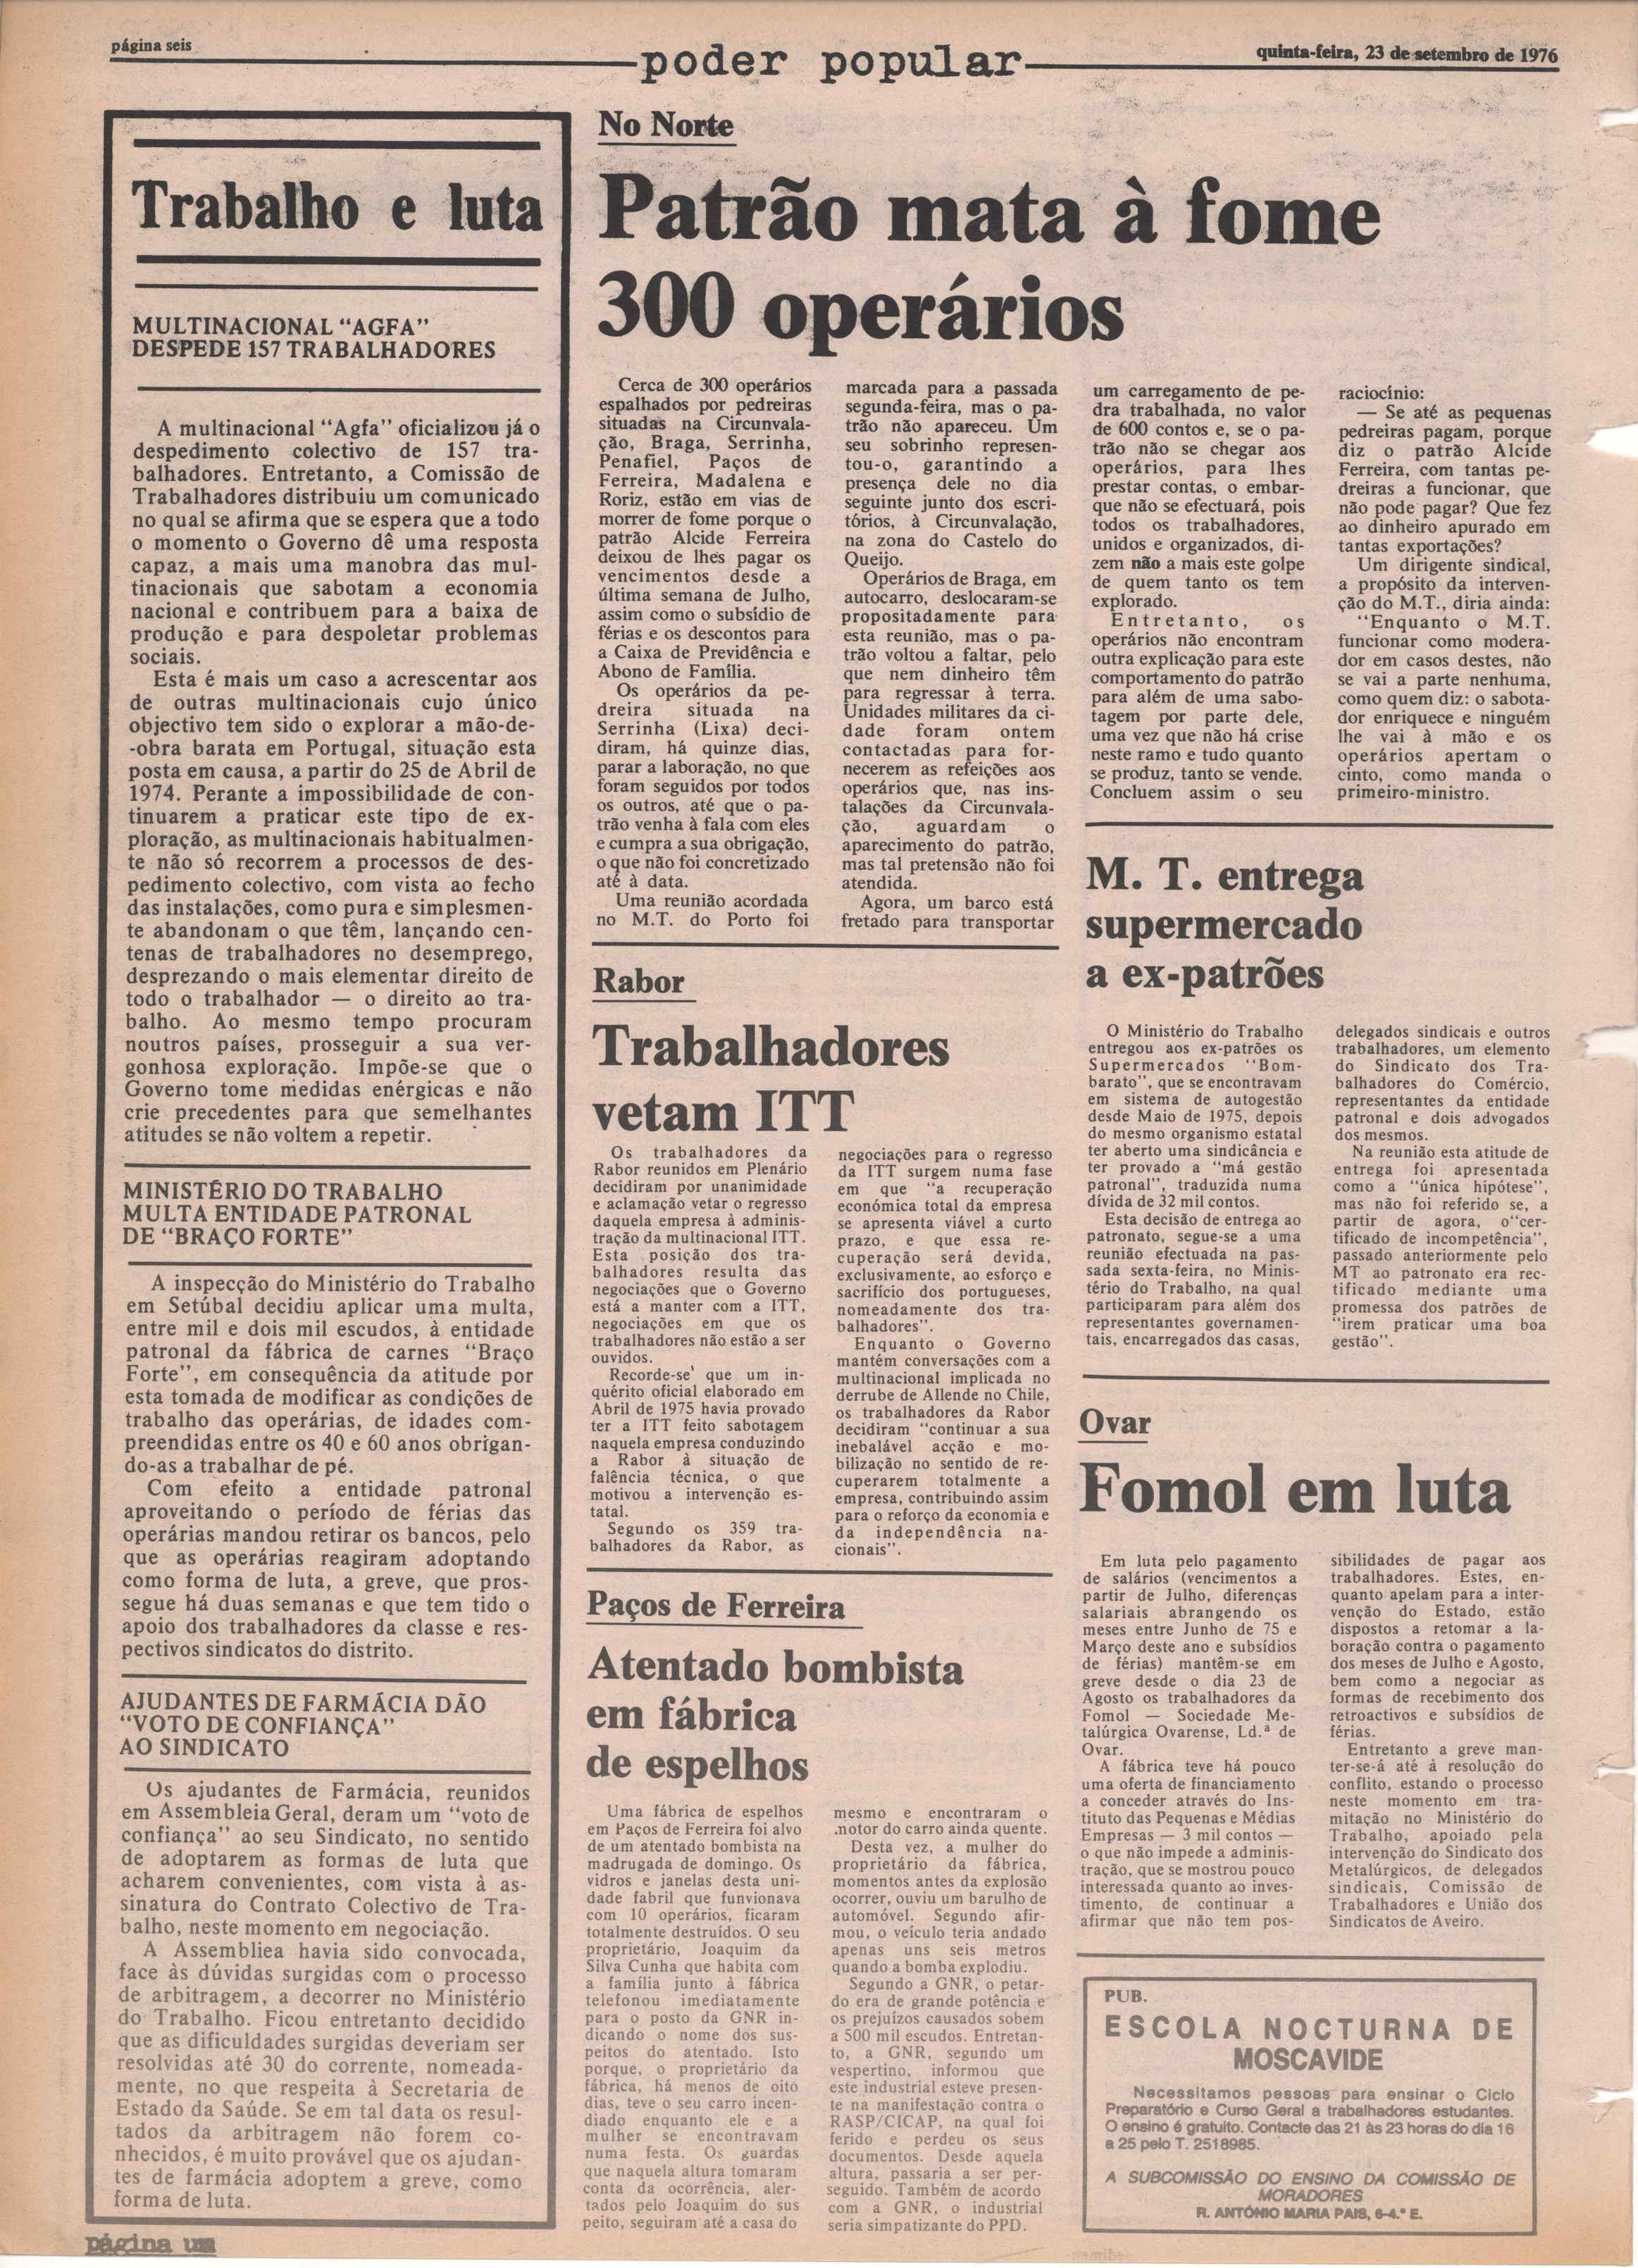 página seis
poder popular
quinta-feira, 23 de setembro de 1976
Trabalho e luta
MULTINACIONAL "AGFA"
DESPEDE 157 TRABALHADORES
A multinacional "Agfa" oficializou já o
despedimento colectivo de 157 tra-
balhadores. Entretanto, a Comissão de
Trabalhadores distribuiu um comunicado
no qual se afirma que se espera que a todo
o momento o Governo dê uma resposta
capaz, a mais uma manobra das mul-
tinacionais que sabotam a economia
nacional e contribuem para a baixa de
produção e para despoletar problemas
sociais.
Esta é mais um caso a acrescentar aos
de outras multinacionais cujo único
objectivo tem sido o explorar a mão-de-
-obra barata em Portugal, situação esta
posta em causa, a partir do 25 de Abril de
1974. Perante a impossibilidade de con-
tinuarem a praticar este tipo de ex-
ploração, as multinacionais habitualmen-
te não só recorrem a processos de des-
pedimento colectivo, com vista ao fecho
das instalações, como pura e simplesmen-
te abandonam o que têm, lançando cen-
tenas de trabalhadores no desemprego,
desprezando o mais elementar direito de
todo o trabalhador — o direito ao tra-
balho. Ao mesmo tempo procuram
noutros países, prosseguir a sua ver-
gonhosa exploração. Impõe-se que o
Governo tome medidas enérgicas e não
crie precedentes para que semelhantes
atitudes se não voltem a repetir.
MINISTÉRIO DO TRABALHO
MULTA ENTIDADE PATRONAL
DE "BRAÇO FORTE"
A inspecção do Ministério do Trabalho
em Setúbal decidiu aplicar uma multa,
entre mil e dois mil escudos, à entidade
patronal da fábrica de carnes "Braço
Forte", em consequência da atitude por
esta tomada de modificar as condições de
trabalho das operárias, de idades com-
preendidas entre os 40 e 60 anos obrigan-
do-as a trabalhar de pé.
Com efeito a entidade patronal
aproveitando o período de férias das
operárias mandou retirar os bancos, pelo
que as operárias reagiram adoptando
como forma de luta, a greve, que pros-
segue há duas semanas e que tem tido o
apoio dos trabalhadores da classe e res-
pectivos sindicatos do distrito.
AJUDANTES DE FARMÁCIA DÃO
"VOTO DE CONFIANÇA"
AO SINDICATO
Os ajudantes de Farmácia, reunidos
em Assembleia Geral, deram um "voto de
confiança" ao seu Sindicato, no sentido
de adoptarem as formas de luta que
acharem convenientes, com vista à as-
sinatura do Contrato Colectivo de Tra-
balho, neste momento em negociação.
A Assembliea havia sido convocada,
face às dúvidas surgidas com o processo
de arbitragem, a decorrer no Ministério
do Trabalho. Ficou entretanto decidido
que as dificuldades surgidas deveriam ser
resolvidas até 30 do corrente, nomeada-
mente, no que respeita à Secretaria de
Estado da Saúde. Se em tal data os resul-
tados da arbitragem não forem co-
nhecidos, é muito provável que os ajudan-
tes de farmácia adoptem a greve, como
forma de luta.
No Norte
Patrão mata à fome
300 operários
Cerca de 300 operários
espalhados por pedreiras
situadas na Circunvala-
ção, Braga, Serrinha,
Penafiel, Paços de
Ferreira, Madalena e
Roriz, estão em vias de
morrer de fome porque o
patrão Alcide Ferreira
deixou de lhes pagar os
vencimentos desde a
última semana de Julho,
assim como o subsídio de
férias e os descontos para
a Caixa de Previdência e
Abono de Família.
Os operários da pe-
dreira situada na
Serrinha (Lixa) deci-
diram, há quinze dias,
parar a laboração, no que
foram seguidos por todos
os outros, até que o pa-
trão venha à fala com eles
e cumpra a sua obrigação,
o que não foi concretizado
até à data.
Uma reunião acordada
no M.T. do Porto foi
marcada para a passada
segunda-feira, mas o pa-
trão não apareceu. Um
seu sobrinho represen-
tou-o, garantindo a
presença dele no dia
seguinte junto dos escri-
tórios, à Circunvalação,
na zona do Castelo do
Queijo.
Operários de Braga, em
autocarro, deslocaram-se
propositadamente para
esta reunião, mas o pa-
trão voltou a faltar, pelo
que nem dinheiro têm
para regressar à terra.
Unidades militares da ci-
dade foram ontem
contactadas para for-
necerem as refeições aos
operários que, nas ins-
talações da Circunvala-
ção, aguardam o
aparecimento do patrão,
mas tal pretensão não foi
atendida.
Agora, um barco está
fretado para transportar
um carregamento de pe-
dra trabalhada, no valor
de 600 contos e, se o pa-
trão não se chegar aos
operários, para lhes
prestar contas, o embar-
que não se efectuará, pois
todos os trabalhadores,
unidos e organizados, di-
zem não a mais este golpe
de quem tanto os tem
explorado.
Entretanto, os
operários não encontram
outra explicação para este
comportamento do patrão
para além de uma sabo-
tagem por parte dele,
uma vez que não há crise
neste ramo e tudo quanto
se produz, tanto se vende.
Concluem assim o seu
raciocínio:
— Se até as pequenas
pedreiras pagam, porque
diz o patrão Alcide
Ferreira, com tantas pe-
dreiras a funcionar, que
não pode pagar? Que fez
ao dinheiro apurado em
tantas exportações?
Um dirigente sindical,
a propósito da interven-
ção do M.T., diria ainda:
"Enquanto o M.T.
funcionar como modera-
dor em casos destes, não
se vai a parte nenhuma,
como quem diz: o sabota-
dor enriquece e ninguém
lhe vai à mão e os
operários apertam o
cinto, como manda o
primeiro-ministro.
Rabor
Trabalhadores
vetam ITT
Os trabalhadores da
Rabor reunidos em Plenário
decidiram por unanimidade
e aclamação vetar o regresso
daquela empresa à adminis-
tração da multinacional ITT.
Esta posição dos tra-
balhadores resulta das
negociações que o Governo
está a manter com a ITT,
negociações em que os
trabalhadores não estão a ser
ouvidos.
Recorde-se que um in-
quérito oficial elaborado em
Abril de 1975 havia provado
ter a ITT feito sabotagem
naquela empresa conduzindo
a Rabor à situação de
falência técnica, o que
motivou a intervenção es-
tatal.
Segundo os 359 tra-
balhadores da Rabor, as
negociações para o regresso
da ITT surgem numa fase
em que "a recuperação
económica total da empresa
se apresenta viável a curto
prazo, e que essa re-
cuperação será devida,
exclusivamente, ao esforço e
sacrifício dos portugueses,
nomeadamente dos tra-
balhadores".
Enquanto o Governo
mantém conversações com a
multinacional implicada no
derrube de Allende no Chile,
os trabalhadores da Rabor
decidiram "continuar a sua
inebalável acção e mo-
bilização no sentido de re-
cuperarem totalmente a
empresa, contribuindo assim
para o reforço da economia e
da independência na-
cionais".
Paços de Ferreira
Atentado bombista
em fábrica
de espelhos
Uma fábrica de espelhos
em Paços de Ferreira foi alvo
de um atentado bombista na
madrugada de domingo. Os
vidros e janelas desta uni-
dade fabril que funvionava
com 10 operários, ficaram
totalmente destruídos. O seu
proprietário, Joaquim da
Silva Cunha que habita com
a família junto à fábrica
telefonou imediatamente
para o posto da GNR in-
dicando o nome dos sus-
peitos do atentado. Isto
porque, o proprietário da
fábrica, há menos de oito
dias, teve o seu carro incen-
diado enquanto ele e a
mulher se encontravam
numa festa. Os guardas
que naquela altura tomaram
conta da ocorrência, aler-
tados pelo Joaquim do sus
peito, seguiram até a casa do
mesmo e encontraram o
motor do carro ainda quente.
Desta vez, a mulher do
proprietário da fábrica,
momentos antes da explosão
ocorrer, ouviu um barulho de
automóvel. Segundo afir-
mou, o veículo teria andado
apenas uns seis metros
quando a bomba explodiu.
Segundo a GNR, o petar-
do era de grande potência e
os prejuízos causados sobem
a 500 mil escudos. Entretan-
to, a GNR, segundo um
vespertino, informou que
este industrial esteve presen-
te na manifestação contra o
RASP/CICAP, na qual foi
ferido e perdeu os seus
documentos. Desde aquela
altura, passaria a ser per-
seguido. Também de acordo
com a GNR, o industrial
seria simpatizante do PPD.
M. T. entrega
supermercado
a ex-patrões
O Ministério do Trabalho
entregou aos ex-patrões os
Supermercados "Bom-
barato", que se encontravam
em sistema de autogestão
desde Maio de 1975, depois
do mesmo organismo estatal
ter aberto uma sindicância e
ter provado a "má gestão
patronal", traduzida numa
dívida de 32 mil contos.
Esta decisão de entrega ao
patronato, segue-se a uma
reunião efectuada na pas-
sada sexta-feira, no Minis-
tério do Trabalho, na qual
participaram para além dos
representantes governamen-
tais, encarregados das casas,
delegados sindicais e outros
trabalhadores, um elemento
do Sindicato dos Tra-
balhadores do Comércio,
representantes da entidade
patronal e dois advogados
dos mesmos.
Na reunião esta atitude de
entrega foi apresentada
como a "única hipótese",
mas não foi referido se, a
partir de agora, o"cer-
tificado de incompetência",
passado anteriormente pelo
MT ao patronato era rec-
tificado mediante uma
promessa dos patrões de
"irem praticar uma boa
gestão".
Ovar
Fomol em luta
Em luta pelo pagamento
de salários (vencimentos a
partir de Julho, diferenças
salariais abrangendo os
meses entre Junho de 75 e
Março deste ano e subsídios
de férias) mantêm-se em
greve desde o dia 23 de
Agosto os trabalhadores da
Fomol — Sociedade Me-
talúrgica Ovarense, Ld.ª de
Ovar.
A fábrica teve há pouco
uma oferta de financiamento
a conceder através do Ins-
tituto das Pequenas e Médias
Empresas — 3 mil contos —
o que não impede a adminis-
tração, que se mostrou pouco
interessada quanto ao inves-
timento, de continuar a
afirmar que não tem pos-
sibilidades de pagar aos
trabalhadores. Estes, en-
quanto apelam para a inter-
venção do Estado, estão
dispostos a retomar a la-
boração contra o pagamento
dos meses de Julho e Agosto,
bem como a negociar as
formas de recebimento dos
retroactivos e subsídios de
férias.
Entretanto a greve man-
ter-se-á até à resolução do
conflito, estando o processo
neste momento em tra-
mitação no Ministério do
Trabalho, apoiado pela
intervenção do Sindicato dos
Metalúrgicos, de delegados
sindicais, Comissão de
Trabalhadores e União dos
Sindicatos de Aveiro.
PUB.
ESCOLA NOCTURNA DE
MOSCAVIDE
Necessitamos pessoas para ensinar o Ciclo
Preparatório e Curso Geral a trabalhadores estudantes.
O ensino é gratuito. Contacte das 21 às 23 horas do dia 16
a 25 pelo T. 2518985.
A SUBCOMISSÃO DO ENSINO DA COMISSÃO DE
MORADORES
R. ANTÓNIO MARIA PAIS, 6-4.º E.
página um